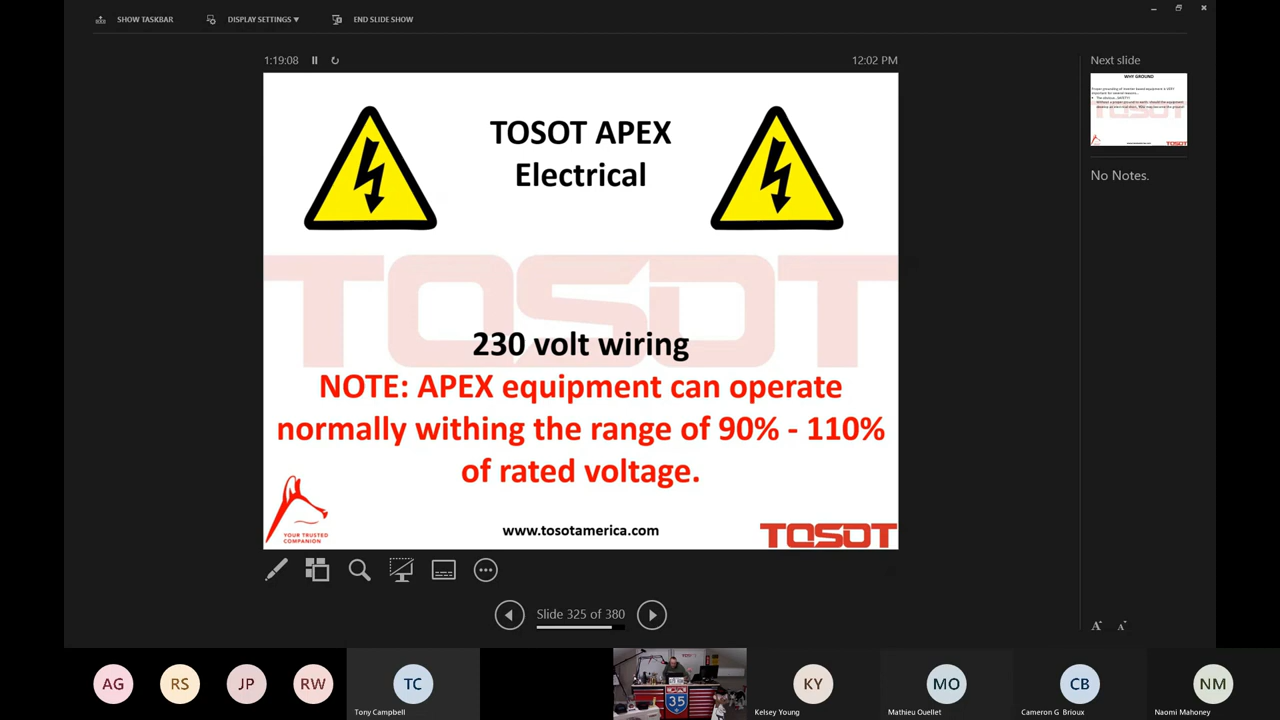 SHOW TASKBAR
DISPLAY SETTINGS ▼
END SLIDE SHOW
1:19:08
12:02 PM
Next slide
WHY GROUND
TOSOT APEX
Electrical
No Notes.
TOSOT
230 volt wiring
NOTE: APEX equipment can operate
normally withing the range of 90% - 110%
of rated voltage.
YOUR TRUSTED
COMPANION
www.tosotamerica.com
TOSOT
Slide 325 of 380
A
A
AG
RS
JP
RW
TC
Tony Campbell
35
KY
Kelsey Young
MO
Mathieu Ouellet
CB
Cameron G Brioux
NM
Naomi Mahoney